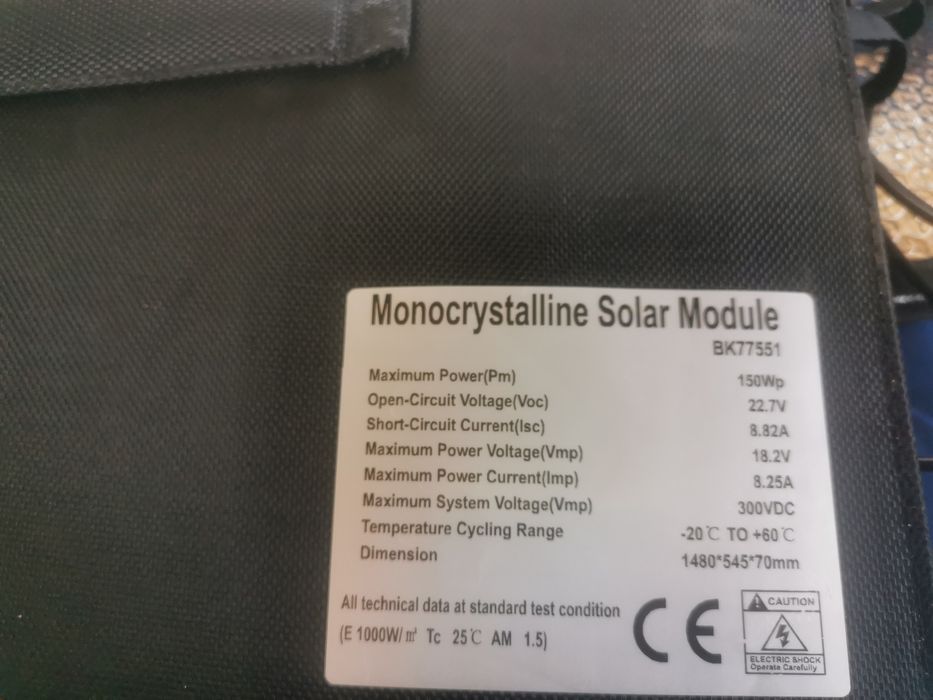 Monocrystalline Solar Module
BK77551
Maximum Power(Pm) 150Wp
Open-Circuit Voltage(Voc) 22.7V
Short-Circuit Current(Isc) 8.82A
Maximum Power Voltage(Vmp) 18.2V
Maximum Power Current(Imp) 8.25A
Maximum System Voltage(Vmp) 300VDC
Temperature Cycling Range -20℃ TO +60℃
Dimension 1480*545*70mm
All technical data at standard test condition
(E 1000W/㎡ Tc 25℃ AM 1.5)
CE
CAUTION
ELECTRIC SHOCK
Operate Carefully